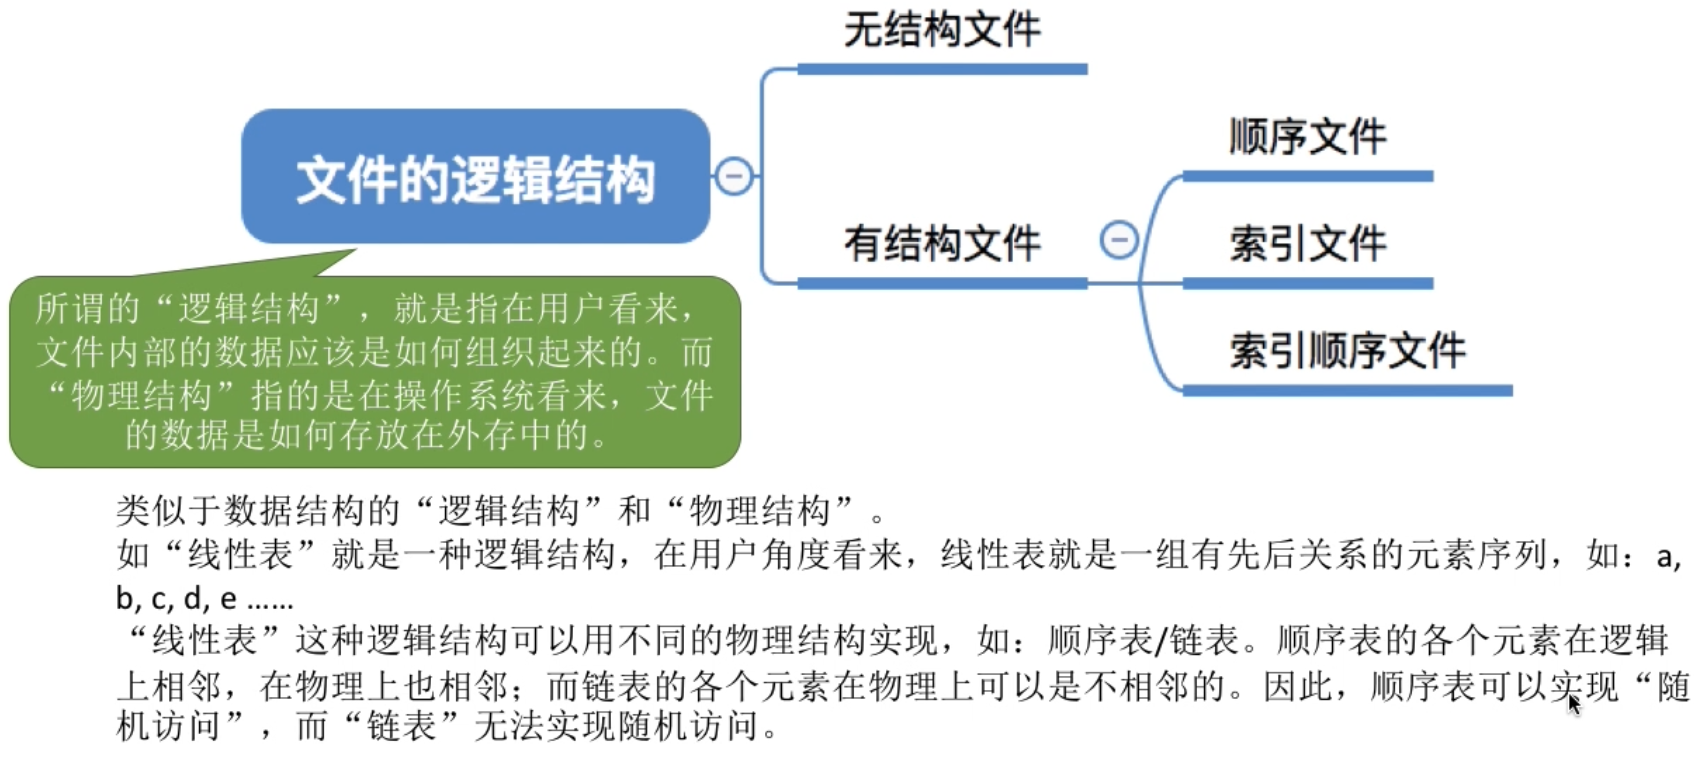 无结构文件
文件的逻辑结构
顺序文件
有结构文件
索引文件
索引顺序文件
所谓的“逻辑结构”，就是指在用户看来，
文件内部的数据应该是如何组织起来的。而
“物理结构”指的是在操作系统看来，文件
的数据是如何存放在外存中的。
类似于数据结构的“逻辑结构”和“物理结构”。
如“线性表”就是一种逻辑结构，在用户角度看来，线性表就是一组有先后关系的元素序列，如：a,
b, c, d, e ……
“线性表”这种逻辑结构可以用不同的物理结构实现，如：顺序表/链表。顺序表的各个元素在逻辑
上相邻，在物理上也相邻；而链表的各个元素在物理上可以是不相邻的。因此，顺序表可以实现“随
机访问”，而“链表”无法实现随机访问。